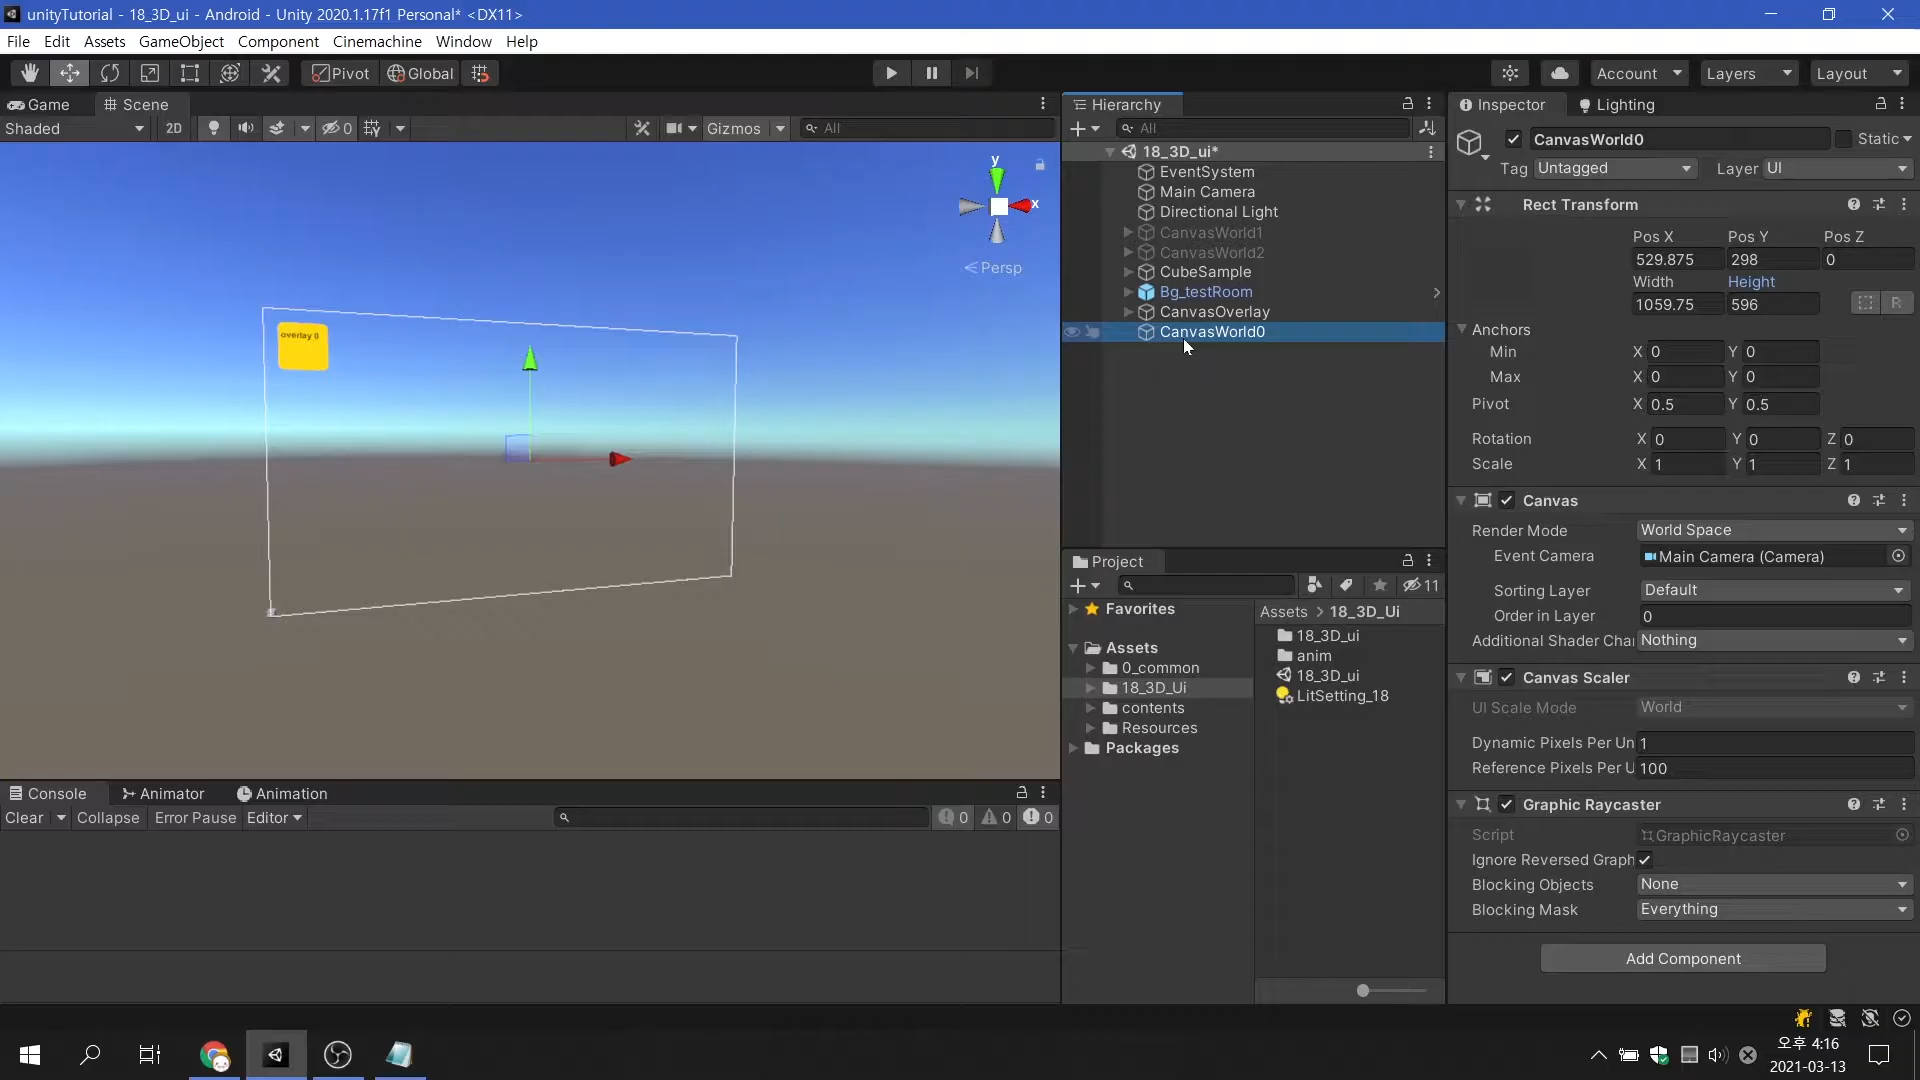 unityTutorial - 18_3D_ui - Android - Unity 2020.1.17f1 Personal* <DX11>
File Edit Assets GameObject Component Cinemachine Window Help
Pivot Global Account Layers Layout
Game Scene
Shaded 2D 0 Gizmos All
y
x
Persp
overlay 0
Hierarchy
All
18_3D_ui*
EventSystem
Main Camera
Directional Light
CanvasWorld1
CanvasWorld2
CubeSample
Bg_testRoom
CanvasOverlay
CanvasWorld0
Project
11
Favorites
Assets
0_common
18_3D_Ui
contents
Resources
Packages
Assets > 18_3D_Ui
18_3D_ui
anim
18_3D_ui
LitSetting_18
Inspector Lighting
CanvasWorld0 Static
Tag Untagged Layer UI
Rect Transform
Pos X Pos Y Pos Z
529.875 298 0
Width Height
1059.75 596 R
Anchors
Min X 0 Y 0
Max X 0 Y 0
Pivot X 0.5 Y 0.5
Rotation X 0 Y 0 Z 0
Scale X 1 Y 1 Z 1
Canvas
Render Mode World Space
Event Camera Main Camera (Camera)
Sorting Layer Default
Order in Layer 0
Additional Shader Chai Nothing
Canvas Scaler
UI Scale Mode World
Dynamic Pixels Per Un 1
Reference Pixels Per U 100
Graphic Raycaster
Script GraphicRaycaster
Ignore Reversed Graph
Blocking Objects None
Blocking Mask Everything
Add Component
Console Animator Animation
Clear Collapse Error Pause Editor 0 0 0
오후 4:16
2021-03-13